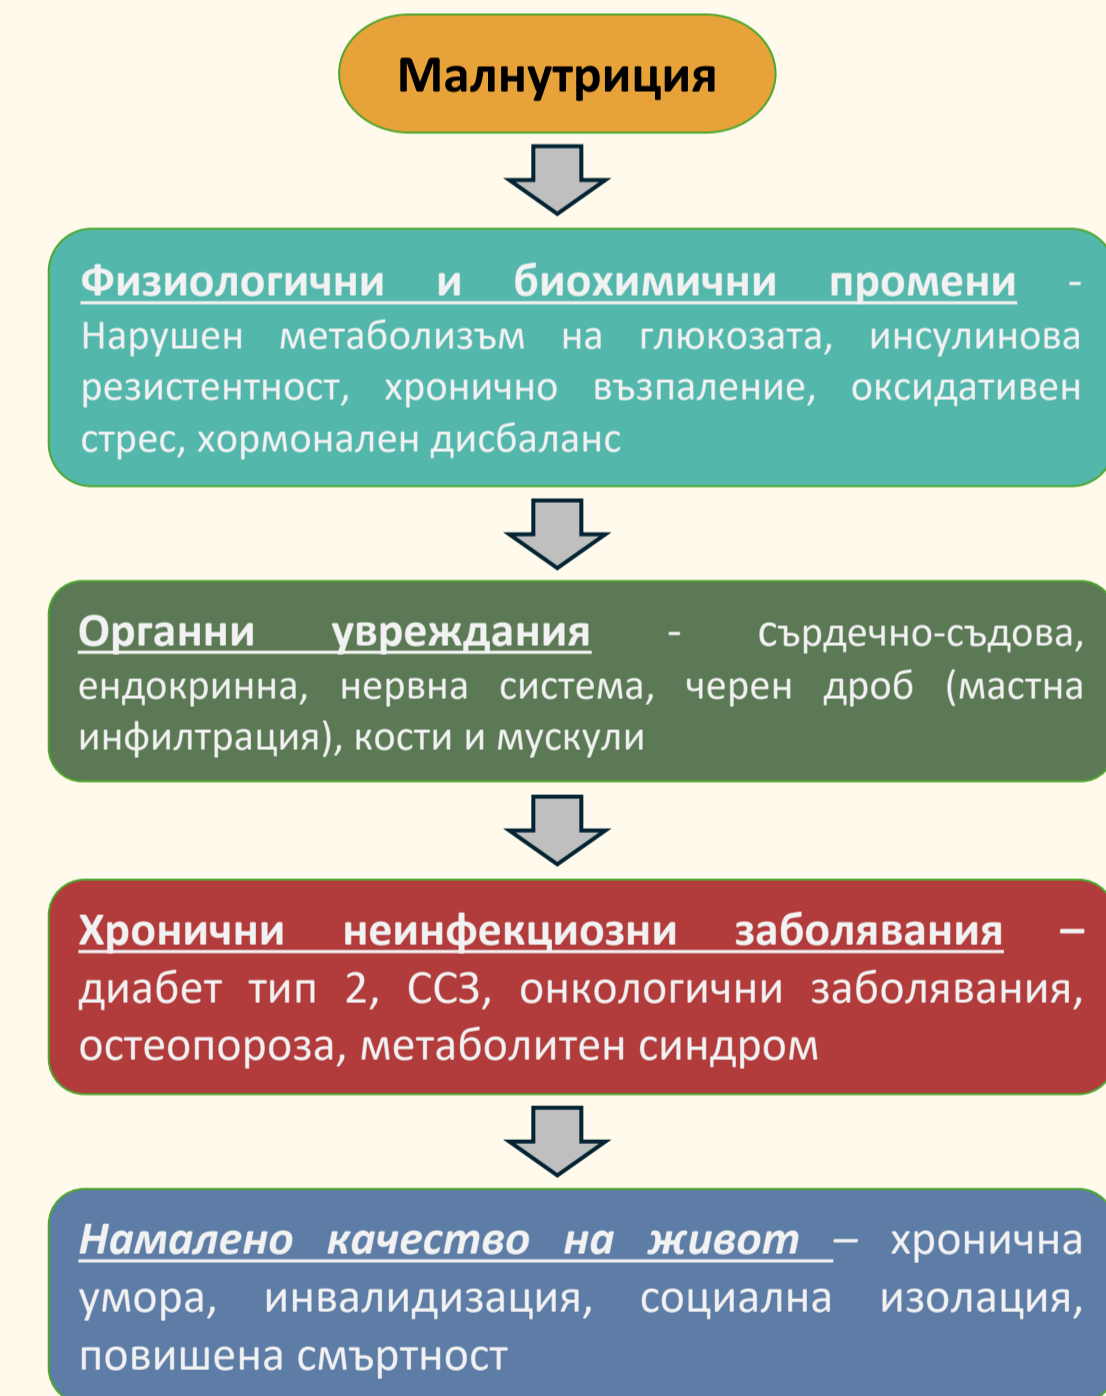 Малнутриция
Физиологични и биохимични промени -
Нарушен метаболизъм на глюкозата, инсулинова
резистентност, хронично възпаление, оксидативен
стрес, хормонален дисбаланс
Органни увреждания - сърдечно-съдова,
ендокринна, нервна система, черен дроб (мастна
инфилтрация), кости и мускули
Хронични неинфекциозни заболявания –
диабет тип 2, ССЗ, онкологични заболявания,
остеопороза, метаболитен синдром
Намалено качество на живот – хронична
умора, инвалидизация, социална изолация,
повишена смъртност